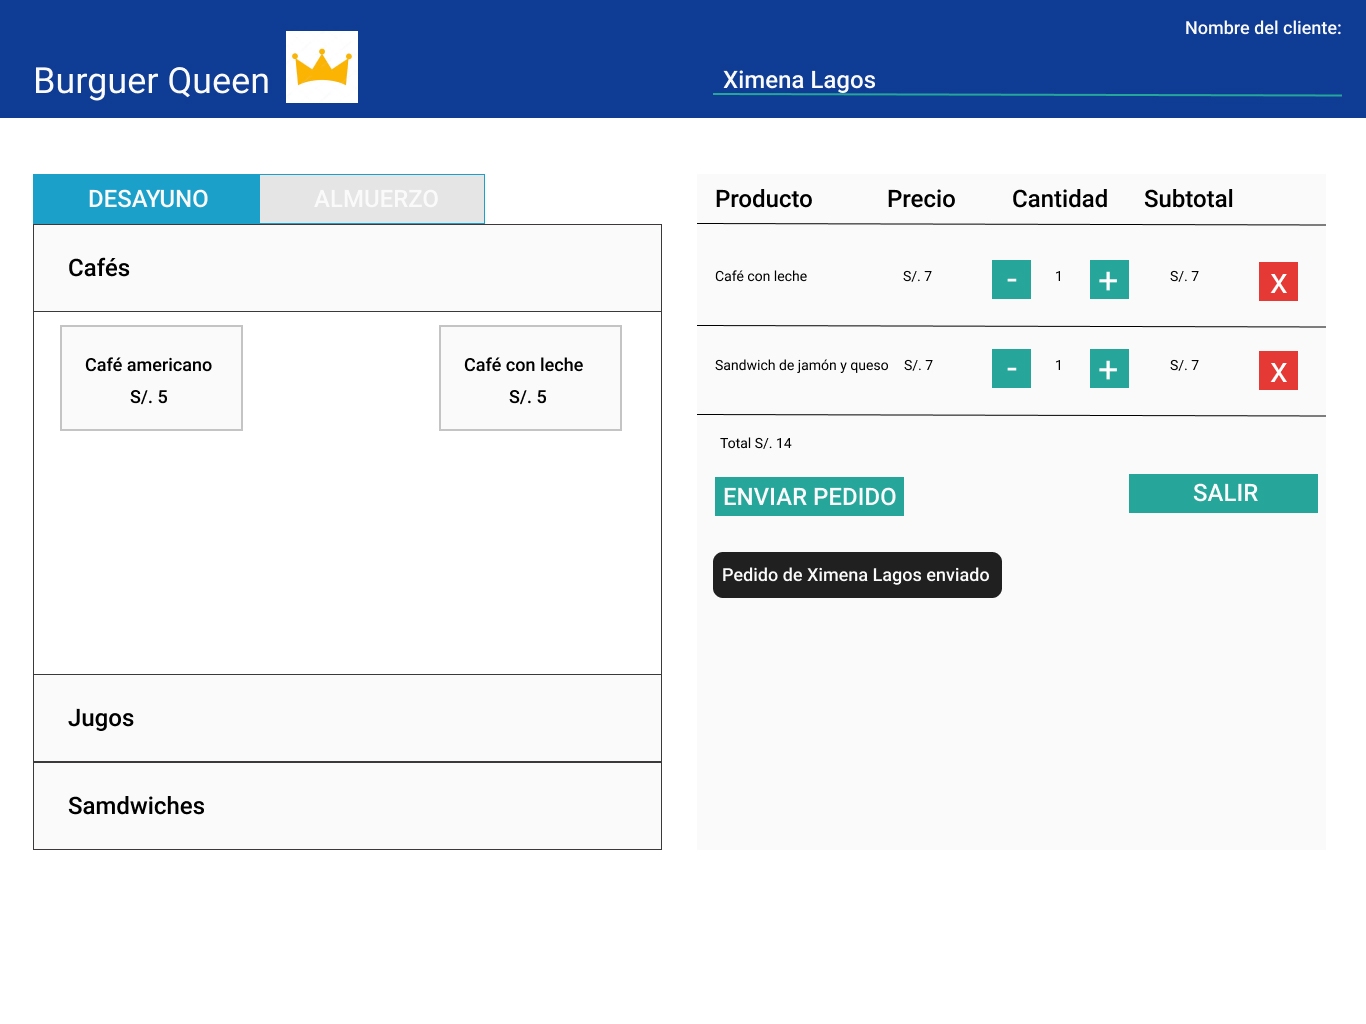 Nombre del cliente:
Burguer Queen
Ximena Lagos
DESAYUNO ALMUERZO
Cafés
Café americano
S/. 5
Café con leche
S/. 5
Jugos
Samdwiches
Producto Precio Cantidad Subtotal
Café con leche S/. 7 - 1 + S/. 7 X
Sandwich de jamón y queso S/. 7 - 1 + S/. 7 X
Total S/. 14
ENVIAR PEDIDO SALIR
Pedido de Ximena Lagos enviado